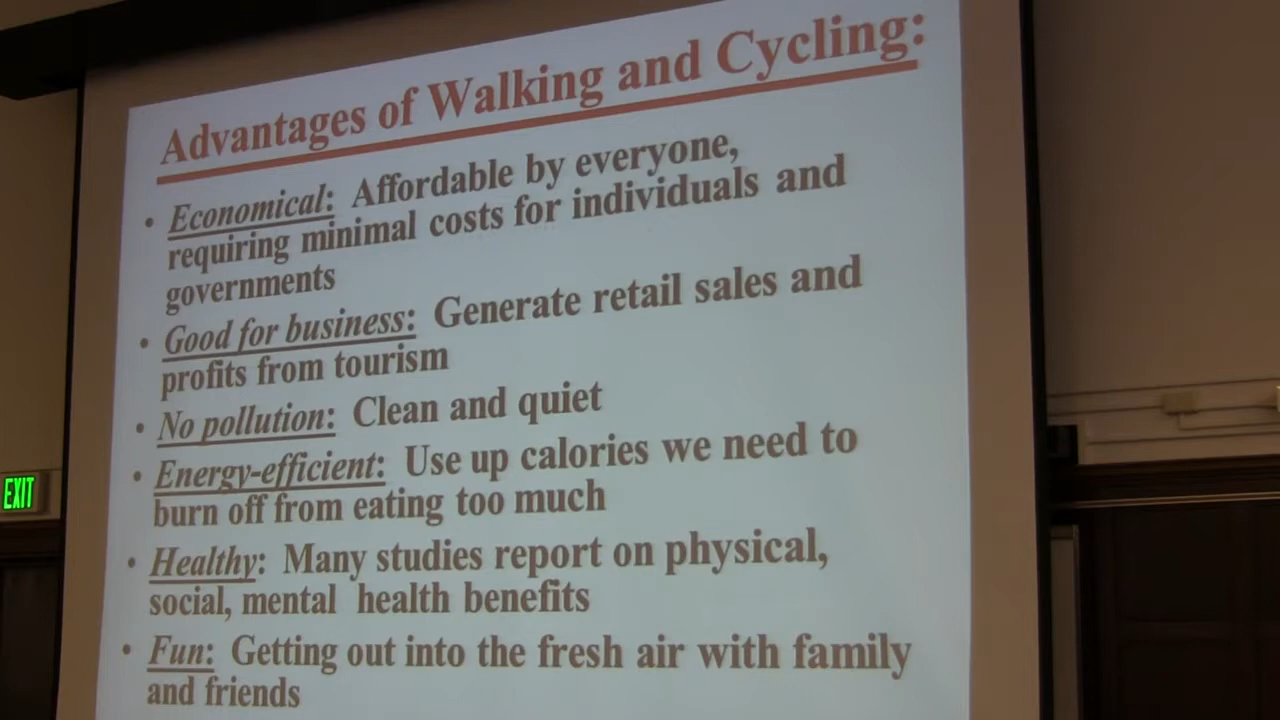 Advantages of Walking and Cycling:
• Economical: Affordable by everyone,
requiring minimal costs for individuals and
governments
• Good for business: Generate retail sales and
profits from tourism
• No pollution: Clean and quiet
• Energy-efficient: Use up calories we need to
burn off from eating too much
• Healthy: Many studies report on physical,
social, mental health benefits
• Fun: Getting out into the fresh air with family
and friends
EXIT